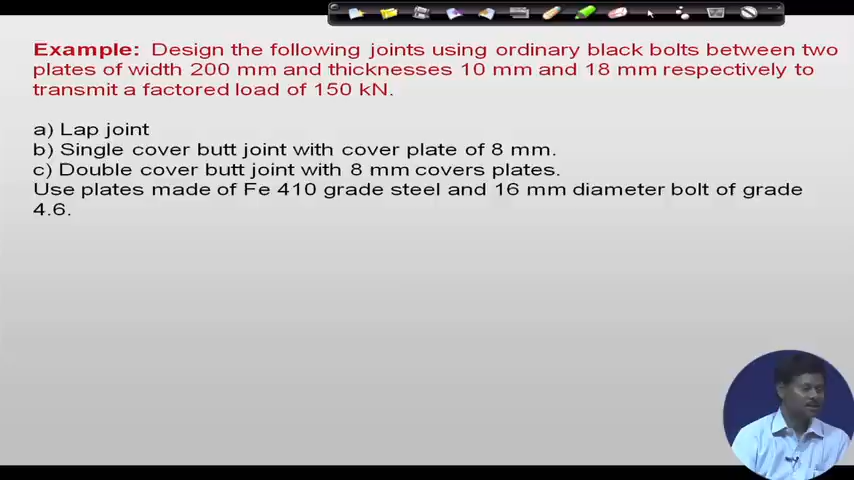 Example: Design the following joints using ordinary black bolts between two
plates of width 200 mm and thicknesses 10 mm and 18 mm respectively to
transmit a factored load of 150 kN.
a) Lap joint
b) Single cover butt joint with cover plate of 8 mm.
c) Double cover butt joint with 8 mm covers plates.
Use plates made of Fe 410 grade steel and 16 mm diameter bolt of grade
4.6.